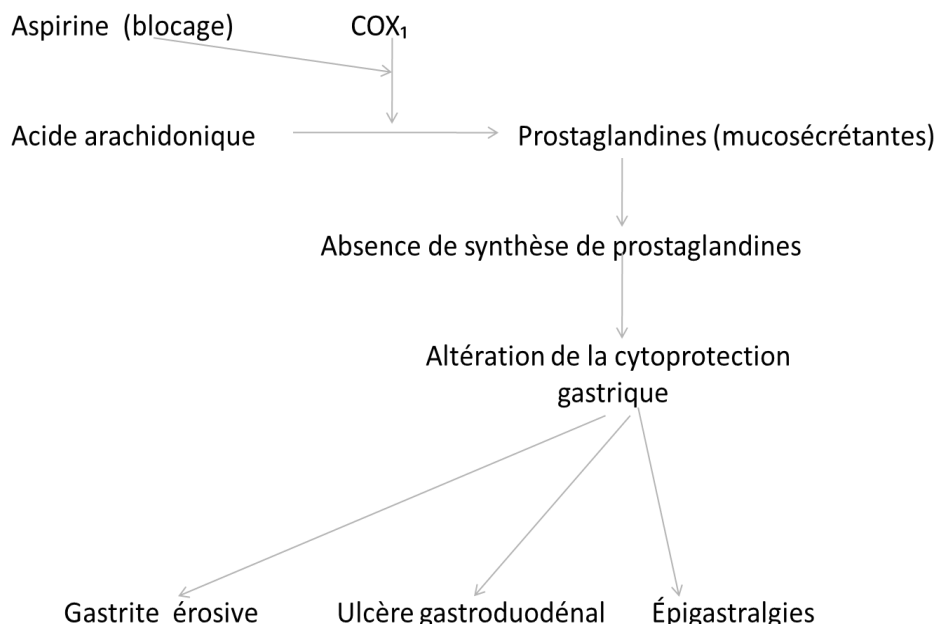 Aspirine (blocage) COX₁
Acide arachidonique Prostaglandines (mucosécrétantes)
Absence de synthèse de prostaglandines
Altération de la cytoprotection
gastrique
Gastrite érosive Ulcère gastroduodénal Épigastralgies